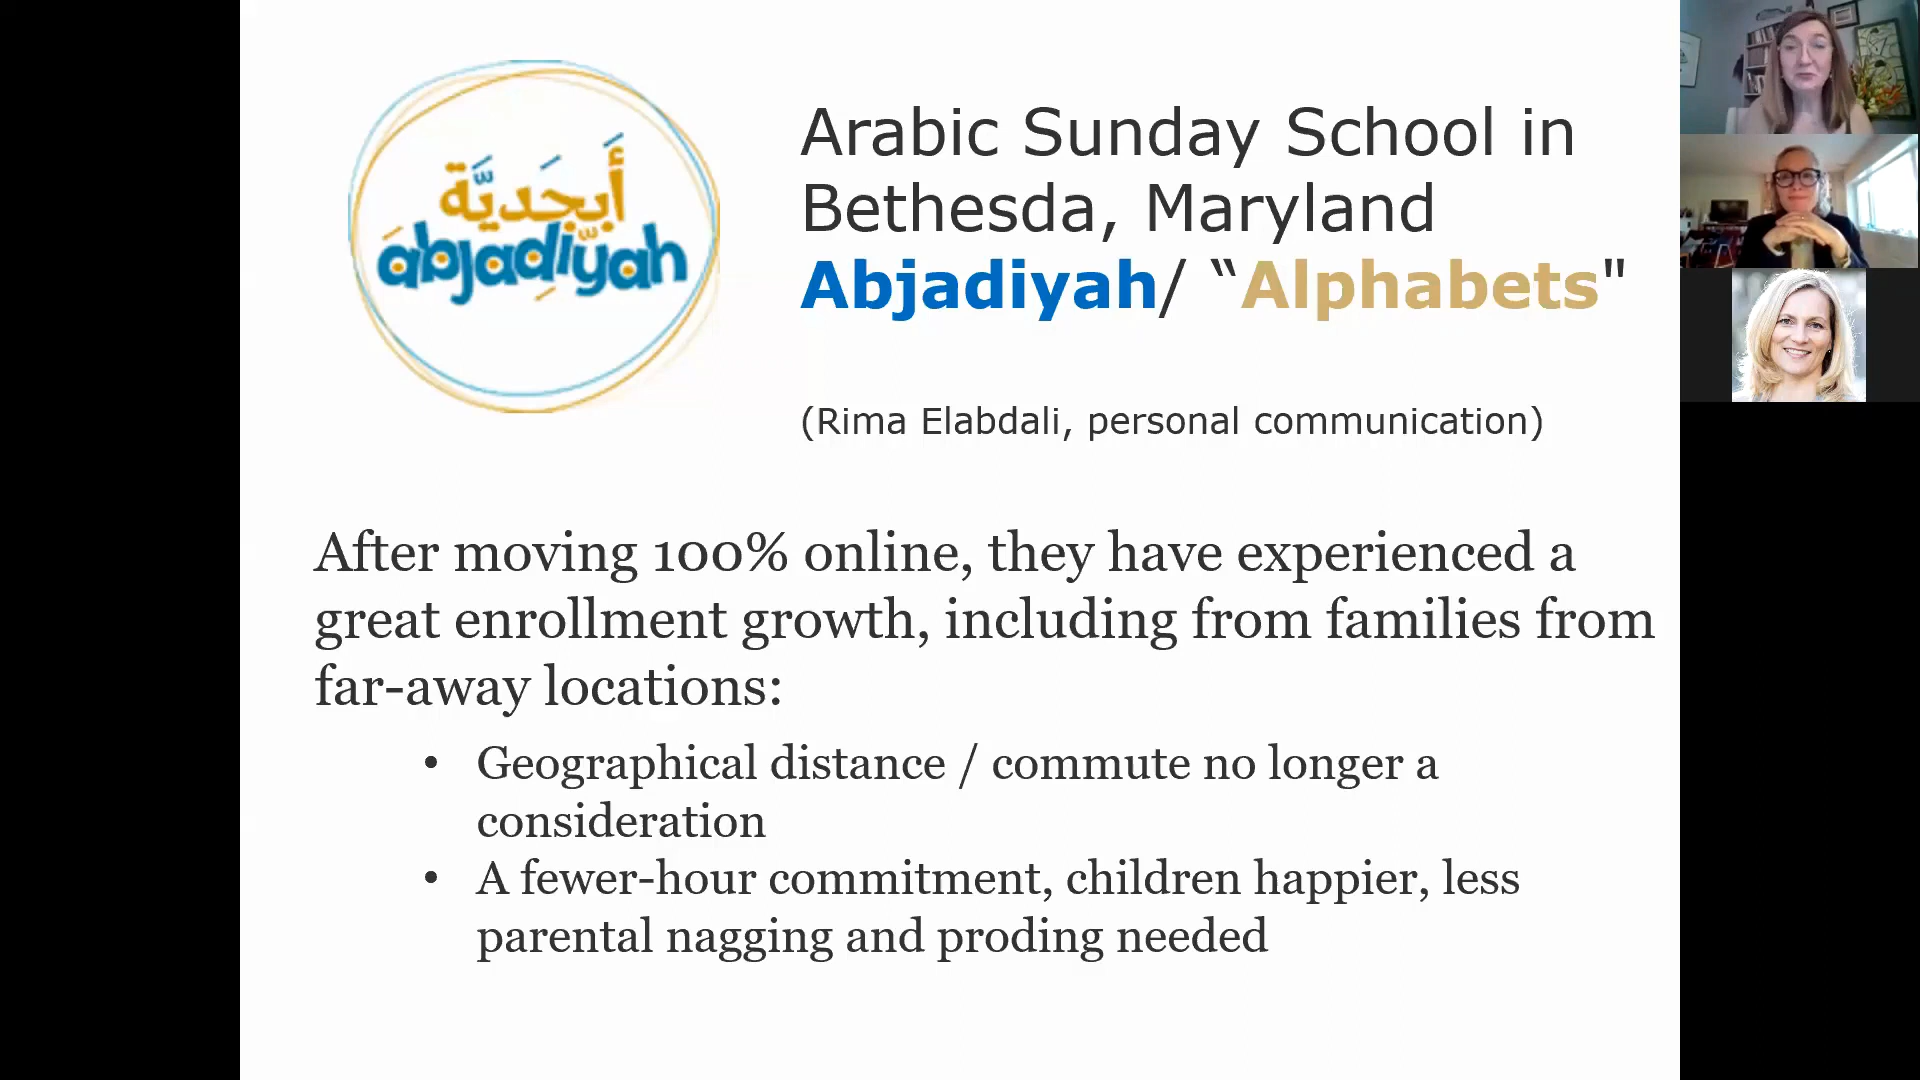 أَبجَديَّة
abjadiyah
Arabic Sunday School in
Bethesda, Maryland
Abjadiyah/ “Alphabets"
(Rima Elabdali, personal communication)
After moving 100% online, they have experienced a
great enrollment growth, including from families from
far-away locations:
• Geographical distance / commute no longer a
consideration
• A fewer-hour commitment, children happier, less
parental nagging and proding needed